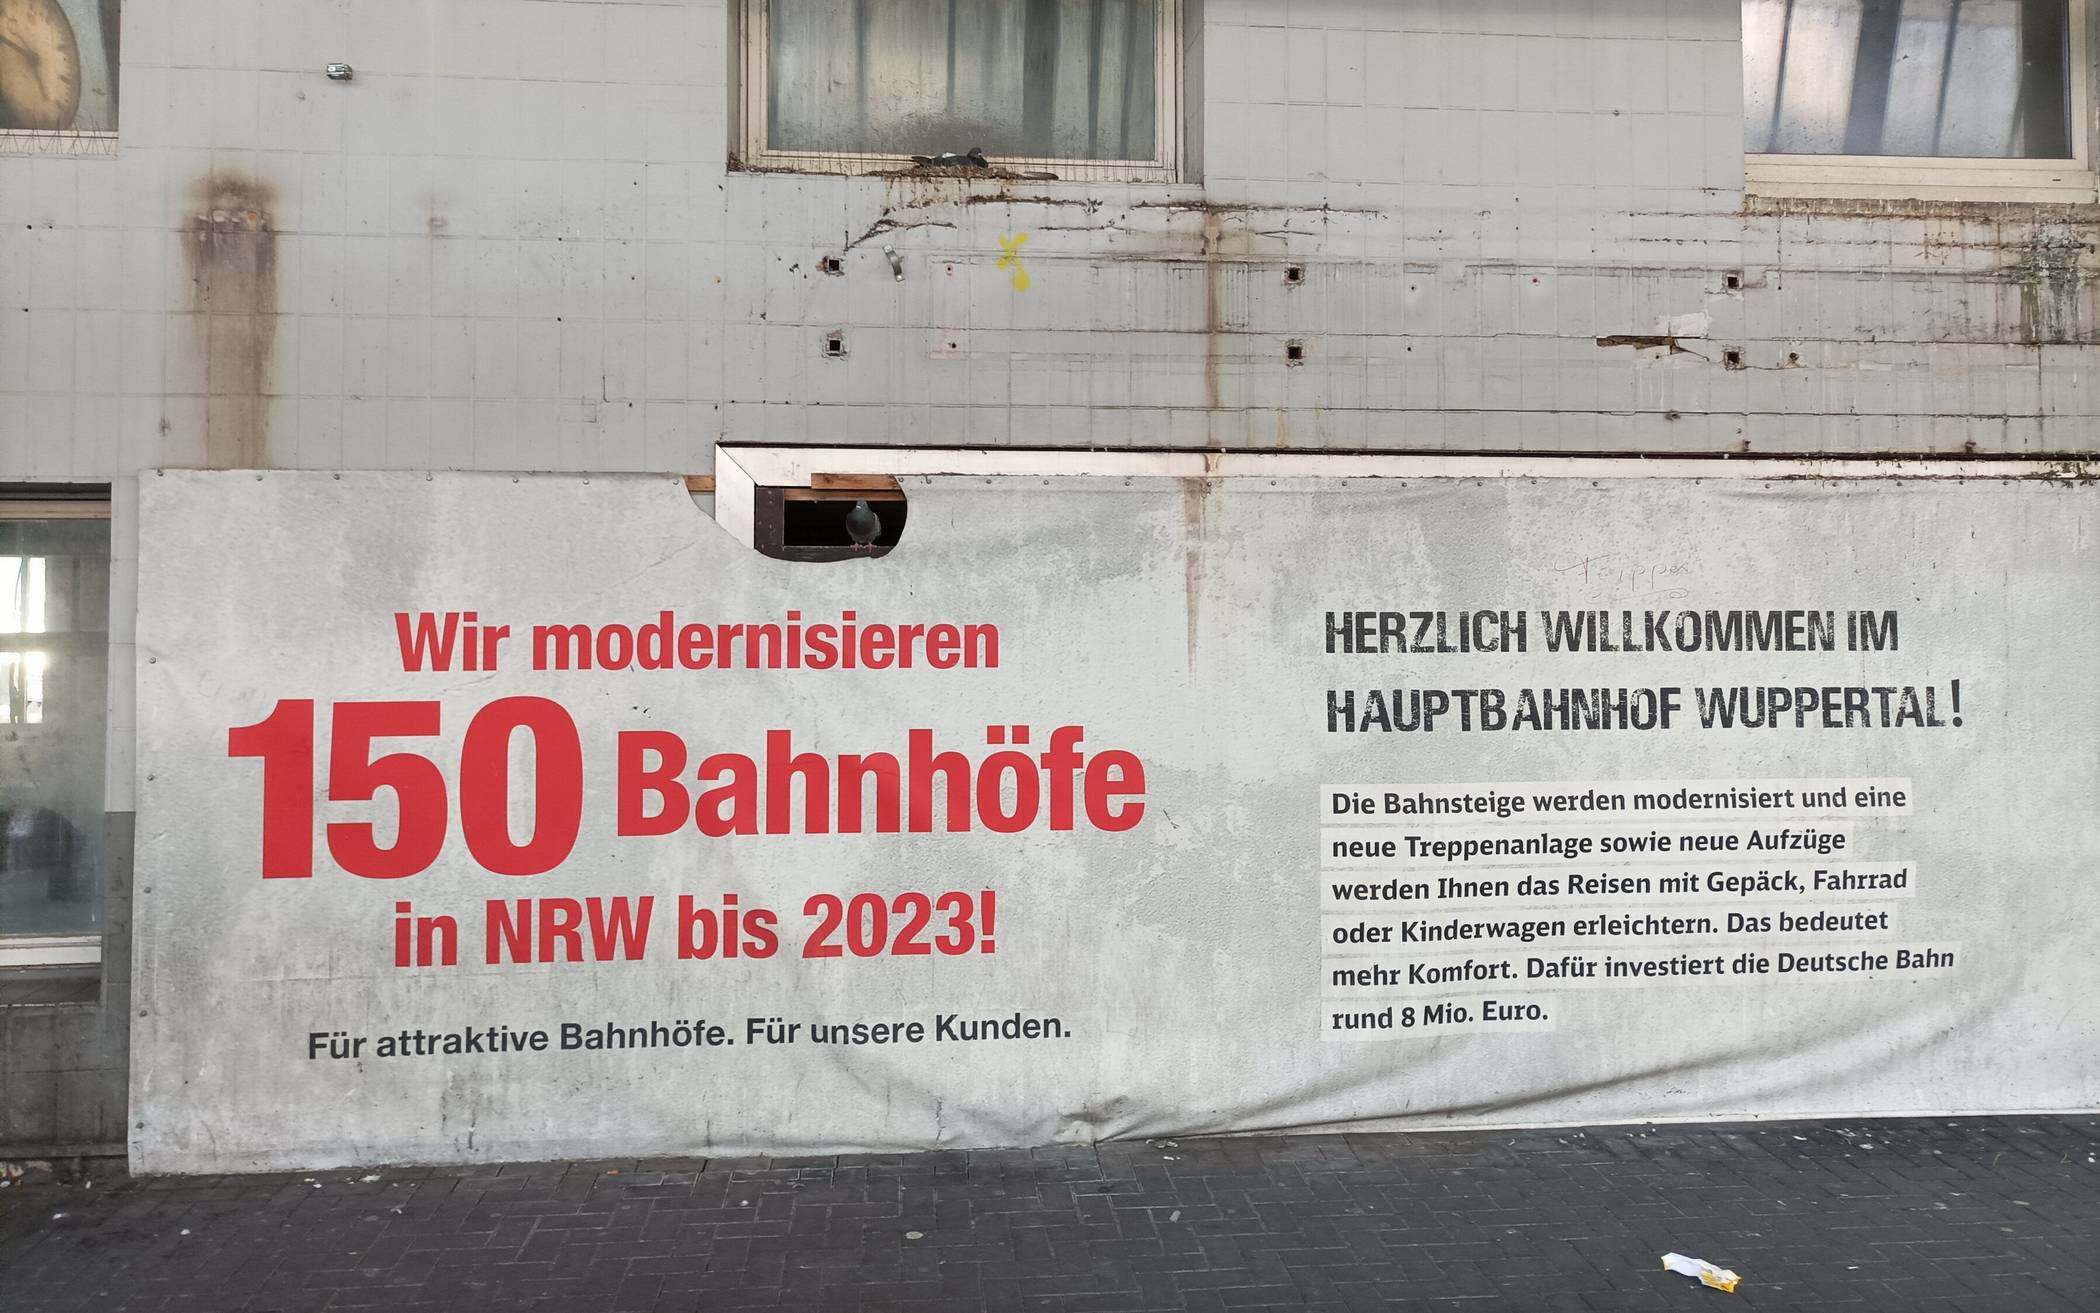 Wir modernisieren
150 Bahnhöfe
in NRW bis 2023!
Für attraktive Bahnhöfe. Für unsere Kunden.
HERZLICH WILLKOMMEN IM
HAUPTBAHNHOF WUPPERTAL!
Die Bahnsteige werden modernisiert und eine
neue Treppenanlage sowie neue Aufzüge
werden Ihnen das Reisen mit Gepäck, Fahrrad
oder Kinderwagen erleichtern. Das bedeutet
mehr Komfort. Dafür investiert die Deutsche Bahn
rund 8 Mio. Euro.